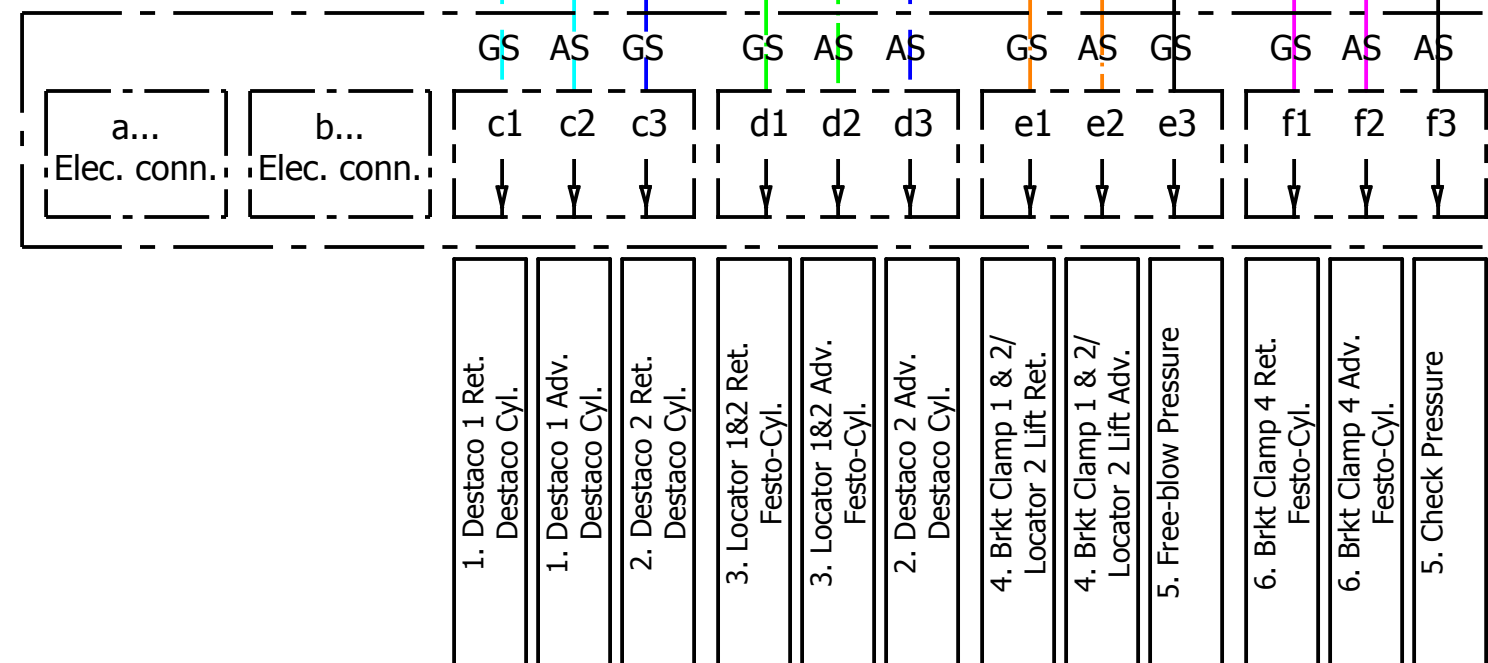 GS AS GS GS AS AS GS AS GS GS AS AS
a... b... c1 c2 c3 d1 d2 d3 e1 e2 e3 f1 f2 f3
Elec. conn. Elec. conn.
1. Destaco 1 Ret.
Destaco Cyl.
1. Destaco 1 Adv.
Destaco Cyl.
2. Destaco 2 Ret.
Destaco Cyl.
3. Locator 1&2 Ret.
Festo-Cyl.
3. Locator 1&2 Adv.
Festo-Cyl.
2. Destaco 2 Adv.
Destaco Cyl.
4. Brkt Clamp 1 & 2/
Locator 2 Lift Ret.
4. Brkt Clamp 1 & 2/
Locator 2 Lift Adv.
5. Free-blow Pressure
6. Brkt Clamp 4 Ret.
Festo-Cyl.
6. Brkt Clamp 4 Adv.
Festo-Cyl.
5. Check Pressure